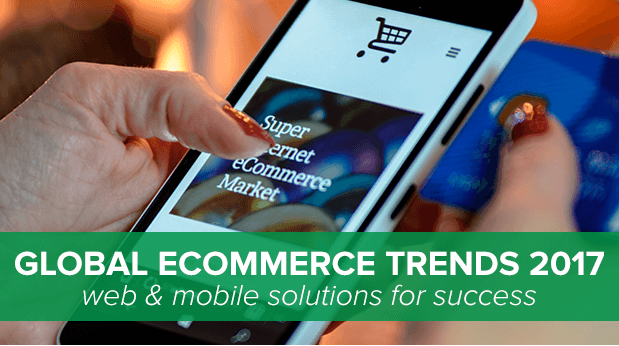 Super
ernet
eCommerce
Market
GLOBAL ECOMMERCE TRENDS 2017
web & mobile solutions for success